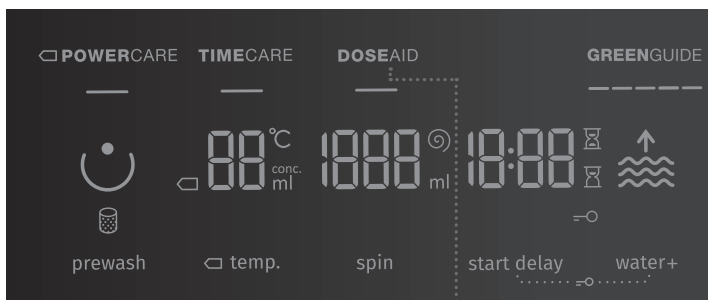 POWERCARE TIMECARE DOSEAID GREENGUIDE
88 °C conc. ml 1888 ml 18:88
prewash temp. spin start delay water+